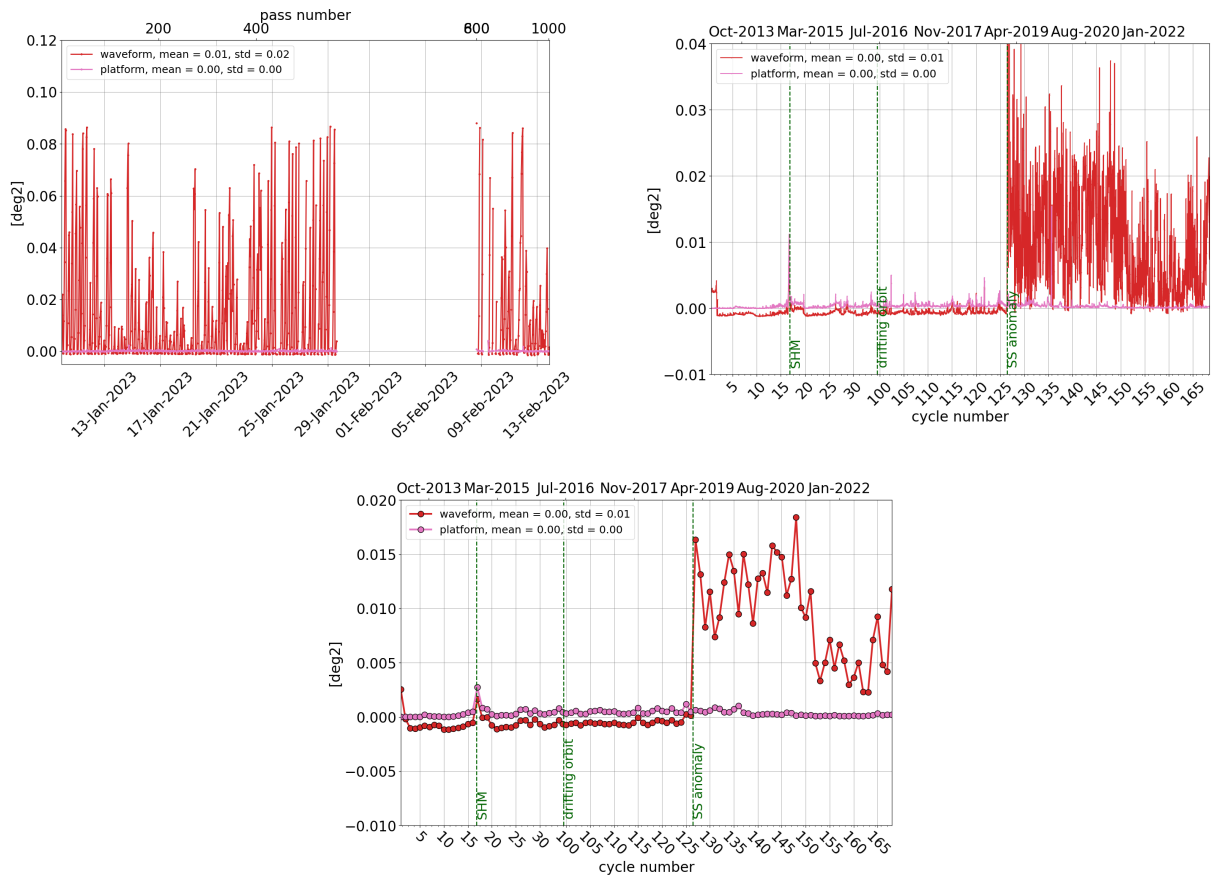 pass number
200 400 600 800 1000
0.12
0.10
0.08
0.06
0.04
0.02
0.00
[deg2]
waveform, mean = 0.01, std = 0.02
platform, mean = 0.00, std = 0.00
13-Jan-2023 17-Jan-2023 21-Jan-2023 25-Jan-2023 29-Jan-2023 01-Feb-2023 05-Feb-2023 09-Feb-2023 13-Feb-2023
Oct-2013 Mar-2015 Jul-2016 Nov-2017 Apr-2019 Aug-2020 Jan-2022
0.04
0.03
0.02
0.01
0.00
−0.01
[deg2]
waveform, mean = 0.00, std = 0.01
platform, mean = 0.00, std = 0.00
SHM
drifting orbit
SS anomaly
5 10 15 20 25 30 100 105 115 115 120 125 130 135 140 145 150 155 160 165
cycle number
Oct-2013 Mar-2015 Jul-2016 Nov-2017 Apr-2019 Aug-2020 Jan-2022
0.020
0.015
0.010
0.005
0.000
−0.005
−0.010
[deg2]
waveform, mean = 0.00, std = 0.01
platform, mean = 0.00, std = 0.00
SHM
drifting orbit
SS anomaly
5 10 15 20 25 30 100 105 115 115 120 125 130 135 140 145 150 155 160 165
cycle number